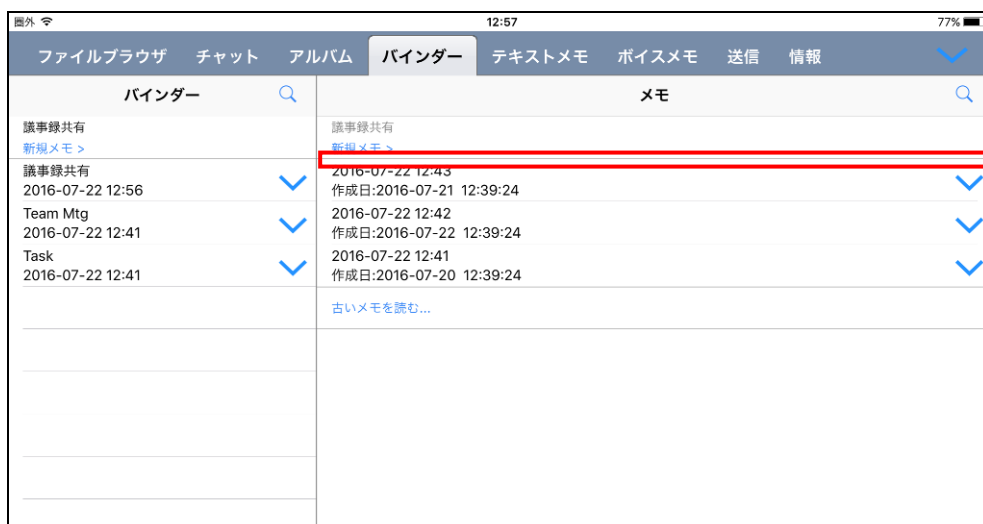 圏外 12:57 77%
ファイルブラウザ チャット アルバム バインダー テキストメモ ボイスメモ 送信 情報
バインダー
議事録共有
新規メモ >
議事録共有
2016-07-22 12:56
Team Mtg
2016-07-22 12:41
Task
2016-07-22 12:41
メモ
議事録共有
新規メモ >
2016-07-22 12:43
作成日:2016-07-21 12:39:24
2016-07-22 12:42
作成日:2016-07-22 12:39:24
2016-07-22 12:41
作成日:2016-07-20 12:39:24
古いメモを読む...